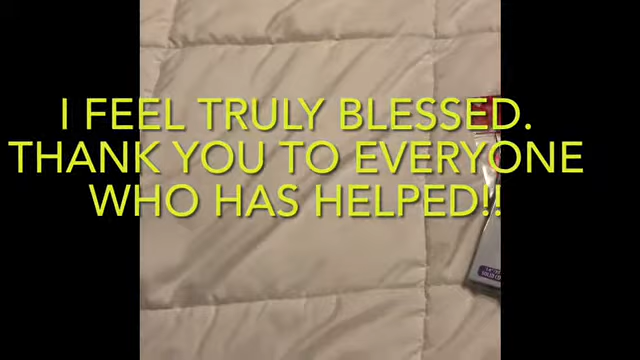 I FEEL TRULY BLESSED.
THANK YOU TO EVERYONE
WHO HAS HELPED!!